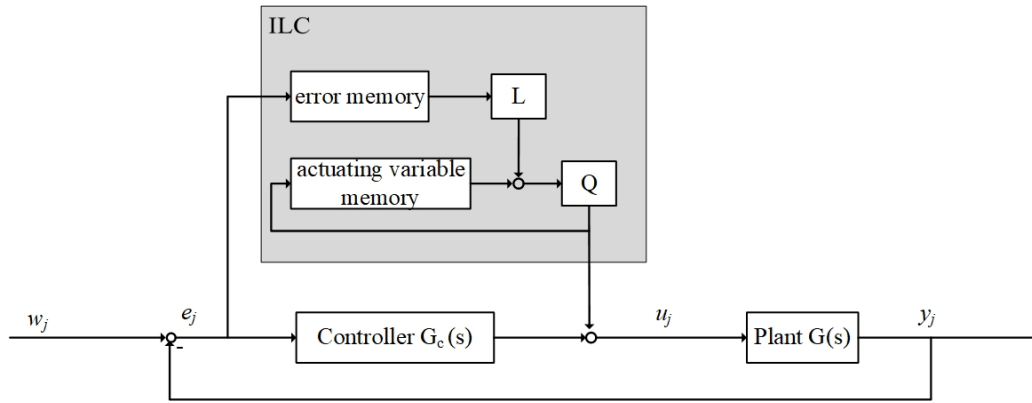 ILC
error memory
L
actuating variable
memory
Q
w_j
e_j
-
Controller G_c(s)
u_j
Plant G(s)
y_j